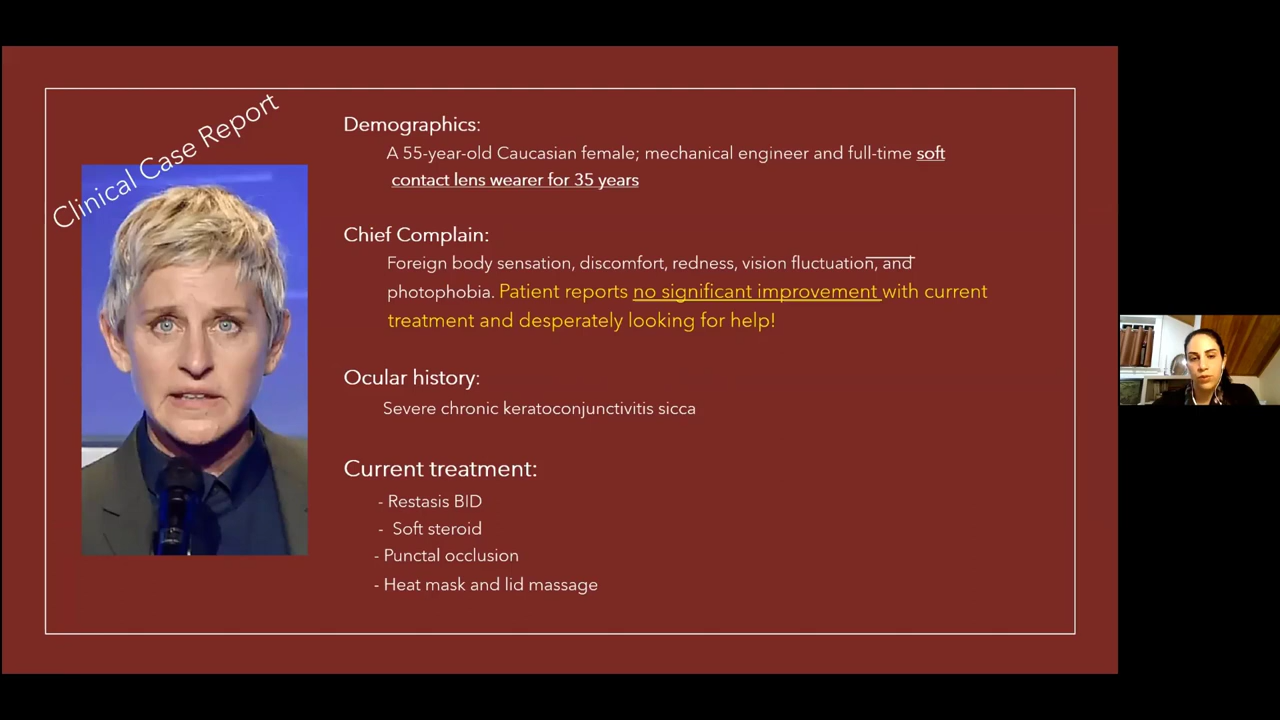 Clinical Case Report
Demographics:
A 55-year-old Caucasian female; mechanical engineer and full-time soft
contact lens wearer for 35 years
Chief Complain:
Foreign body sensation, discomfort, redness, vision fluctuation, and
photophobia. Patient reports no significant improvement with current
treatment and desperately looking for help!
Ocular history:
Severe chronic keratoconjunctivitis sicca
Current treatment:
- Restasis BID
- Soft steroid
- Punctal occlusion
- Heat mask and lid massage